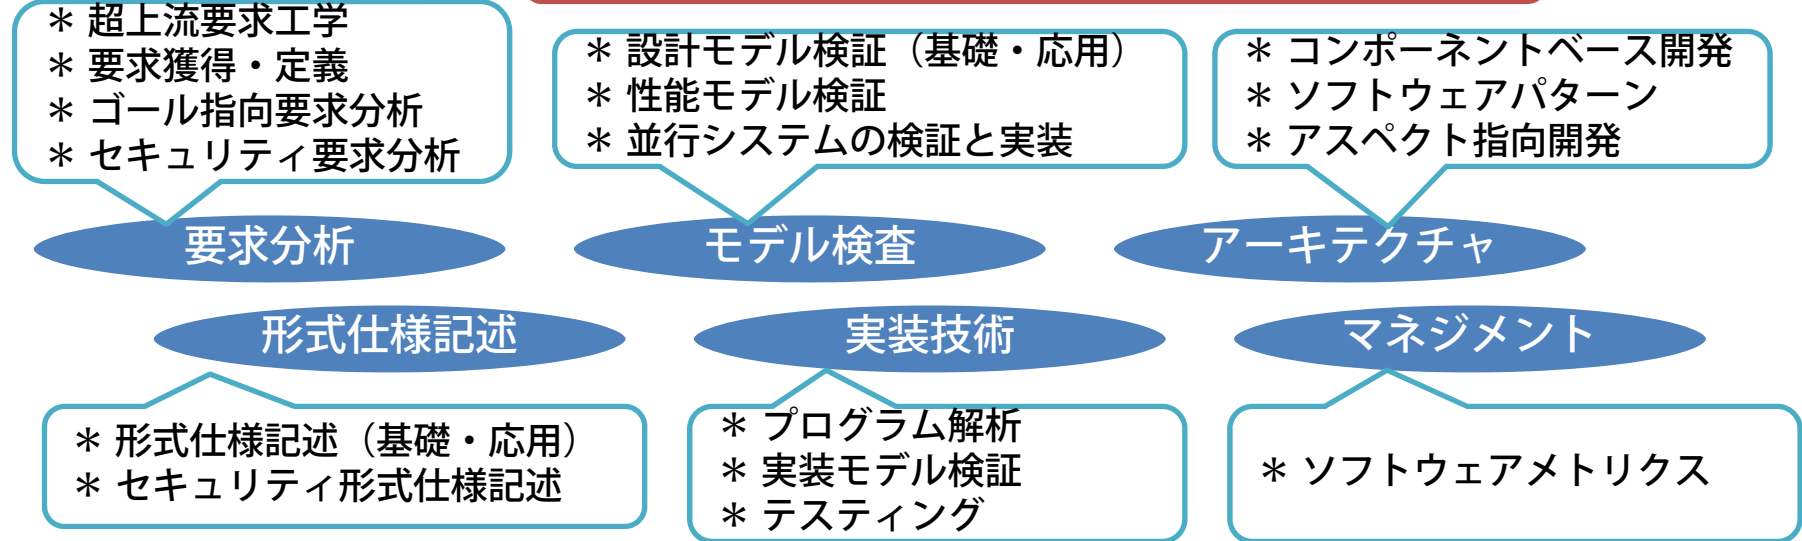 ＊ 超上流要求工学
＊ 要求獲得・定義
＊ ゴール指向要求分析
＊ セキュリティ要求分析
＊ 設計モデル検証（基礎・応用）
＊ 性能モデル検証
＊ 並行システムの検証と実装
＊ コンポーネントベース開発
＊ ソフトウェアパターン
＊ アスペクト指向開発
要求分析
モデル検査
アーキテクチャ
形式仕様記述
実装技術
マネジメント
＊ 形式仕様記述（基礎・応用）
＊ セキュリティ形式仕様記述
＊ プログラム解析
＊ 実装モデル検証
＊ テスティング
＊ ソフトウェアメトリクス